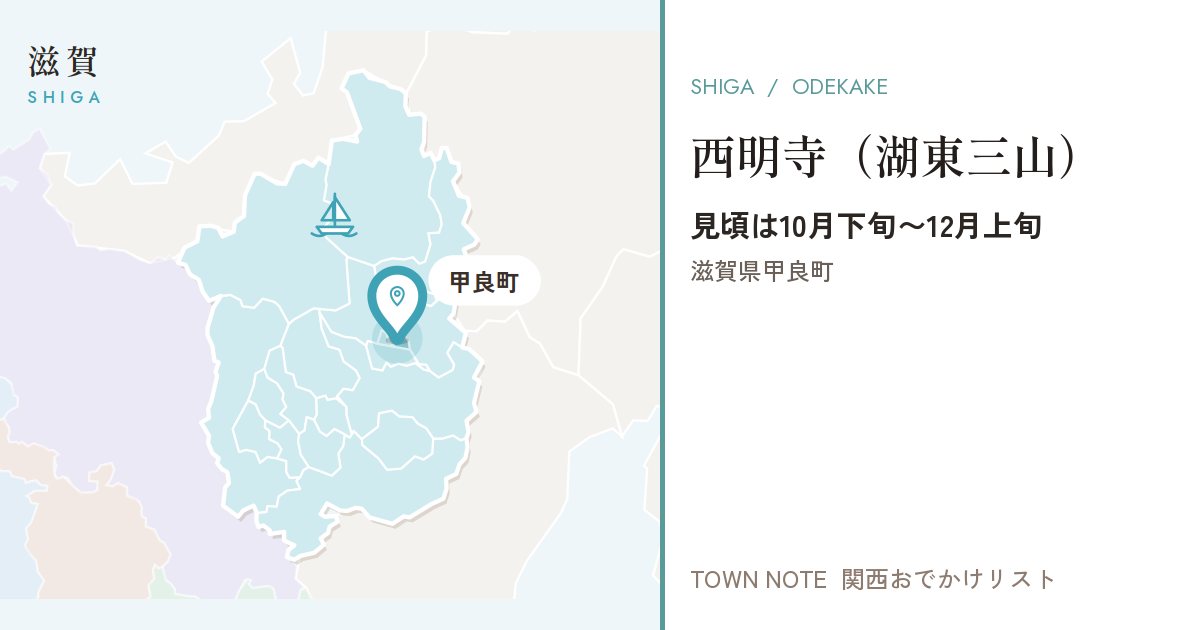 滋賀
SHIGA
甲良町
SHIGA / ODEKAKE
西明寺（湖東三山）
見頃は10月下旬〜12月上旬
滋賀県甲良町
TOWN NOTE 関西おでかけリスト